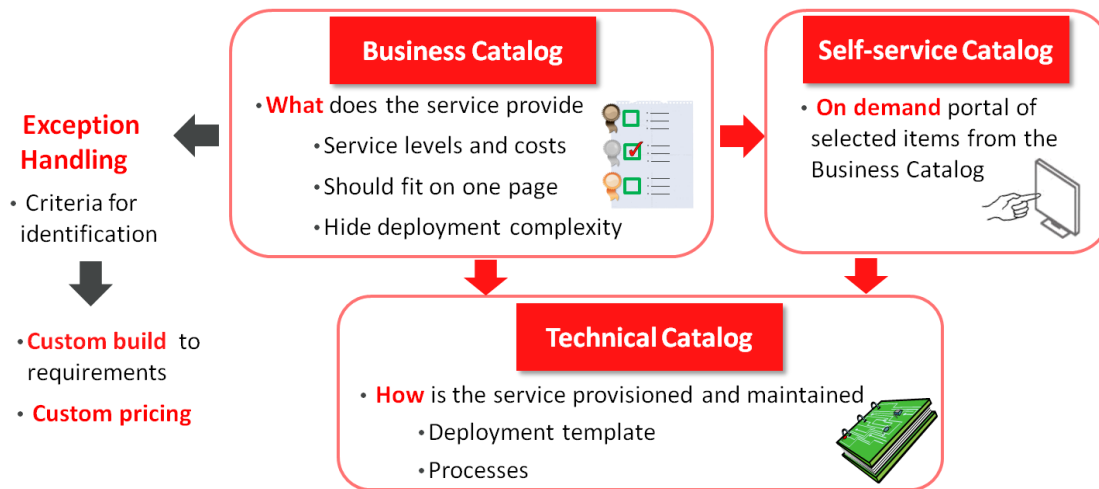 Business Catalog
• What does the service provide
• Service levels and costs
• Should fit on one page
• Hide deployment complexity
Self-service Catalog
• On demand portal of
selected items from the
Business Catalog
Exception
Handling
• Criteria for
identification
• Custom build to
requirements
• Custom pricing
Technical Catalog
• How is the service provisioned and maintained
• Deployment template
• Processes